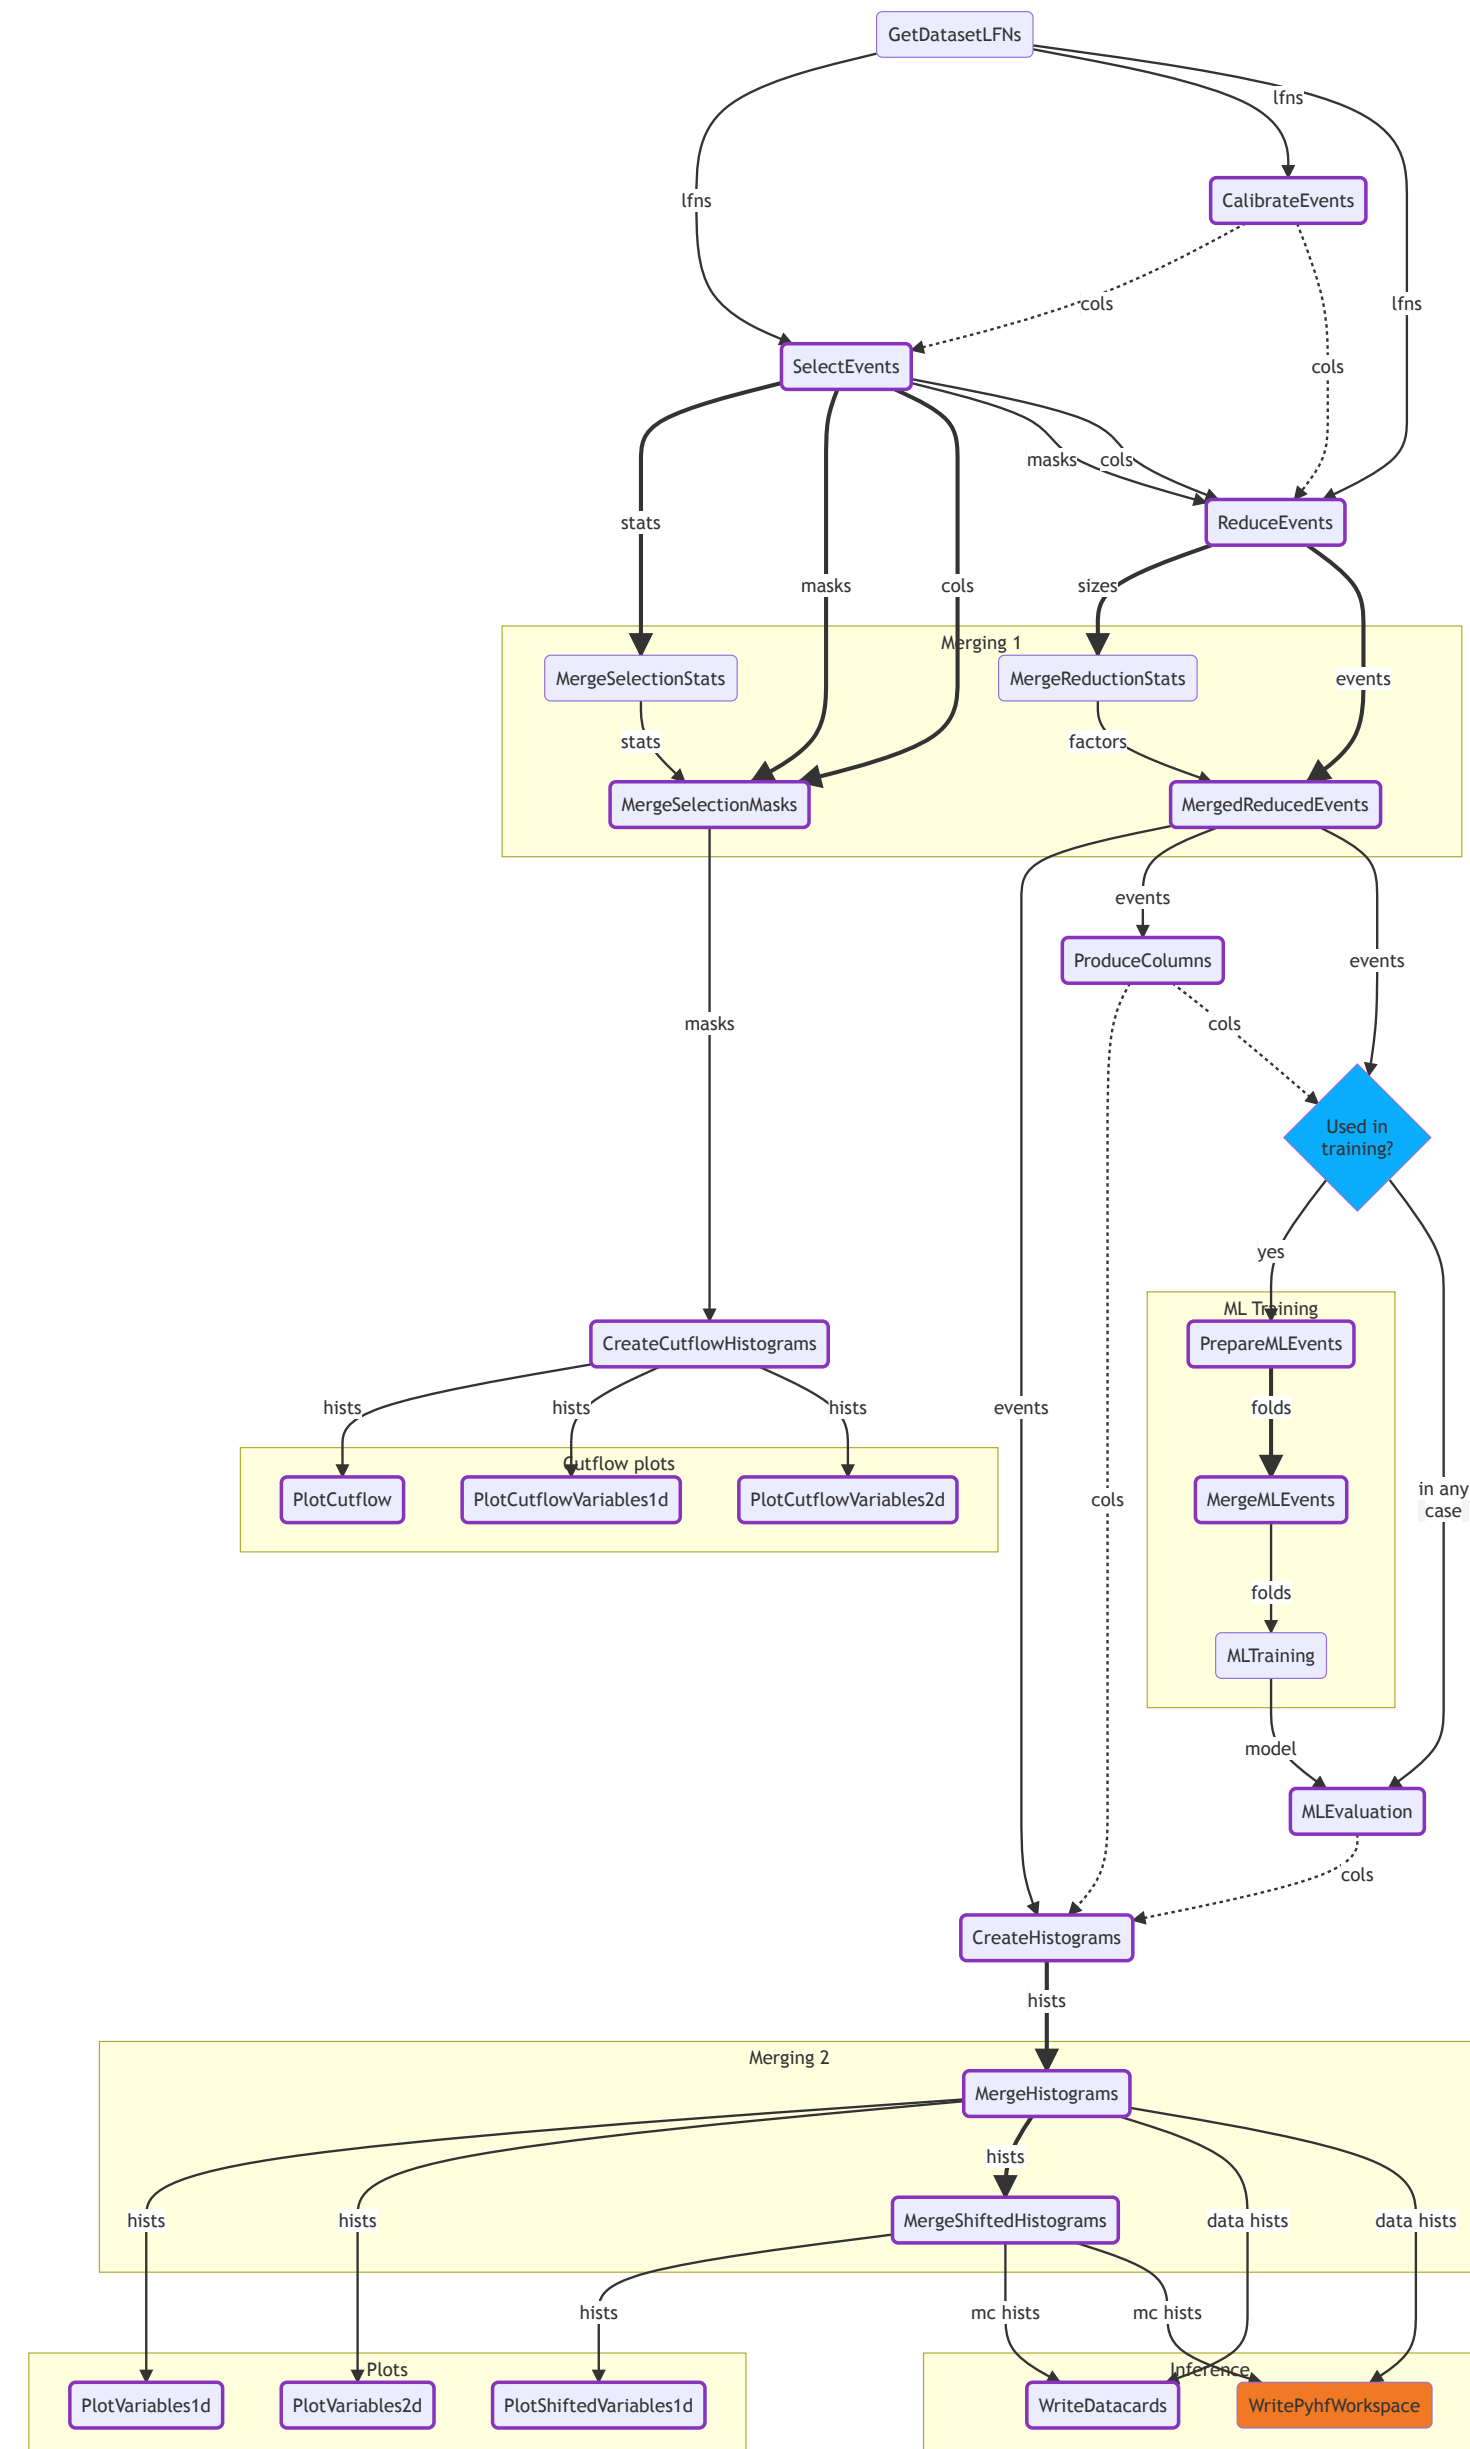 GetDatasetLFNs
lfns
lfns
CalibrateEvents
cols
lfns
SelectEvents
cols
masks
cols
stats
ReduceEvents
masks
cols
sizes
Merging 1
MergeSelectionStats
MergeReductionStats
events
stats
factors
MergeSelectionMasks
MergedReducedEvents
events
ProduceColumns
events
masks
cols
Used in
training?
yes
ML Training
CreateCutflowHistograms
PrepareMLEvents
hists
hists
hists
events
folds
Cutflow plots
PlotCutflow
PlotCutflowVariables1d
PlotCutflowVariables2d
cols
MergeMLEvents
in any
case
folds
MLTraining
model
MLEvaluation
cols
CreateHistograms
hists
Merging 2
MergeHistograms
hists
hists
hists
MergeShiftedHistograms
data hists
data hists
hists
mc hists
mc hists
Plots
Inference
PlotVariables1d
PlotVariables2d
PlotShiftedVariables1d
WriteDatacards
WritePyhfWorkspace